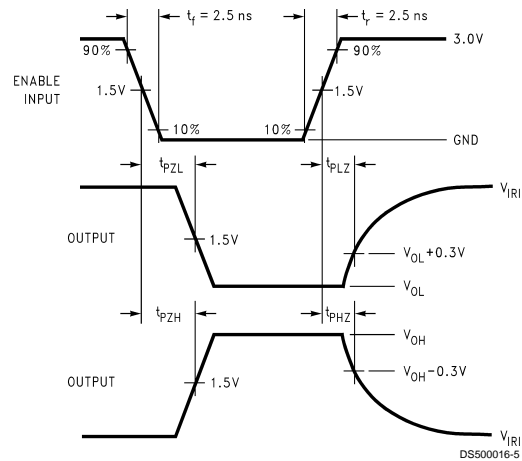 t_f = 2.5 ns
t_r = 2.5 ns
90%
90%
3.0V
ENABLE
INPUT
1.5V
1.5V
10%
10%
GND
t_PZL
t_PLZ
OUTPUT
1.5V
V_OL+0.3V
V_OL
t_PZH
t_PHZ
V_OH
OUTPUT
1.5V
V_OH−0.3V
DS500016-5